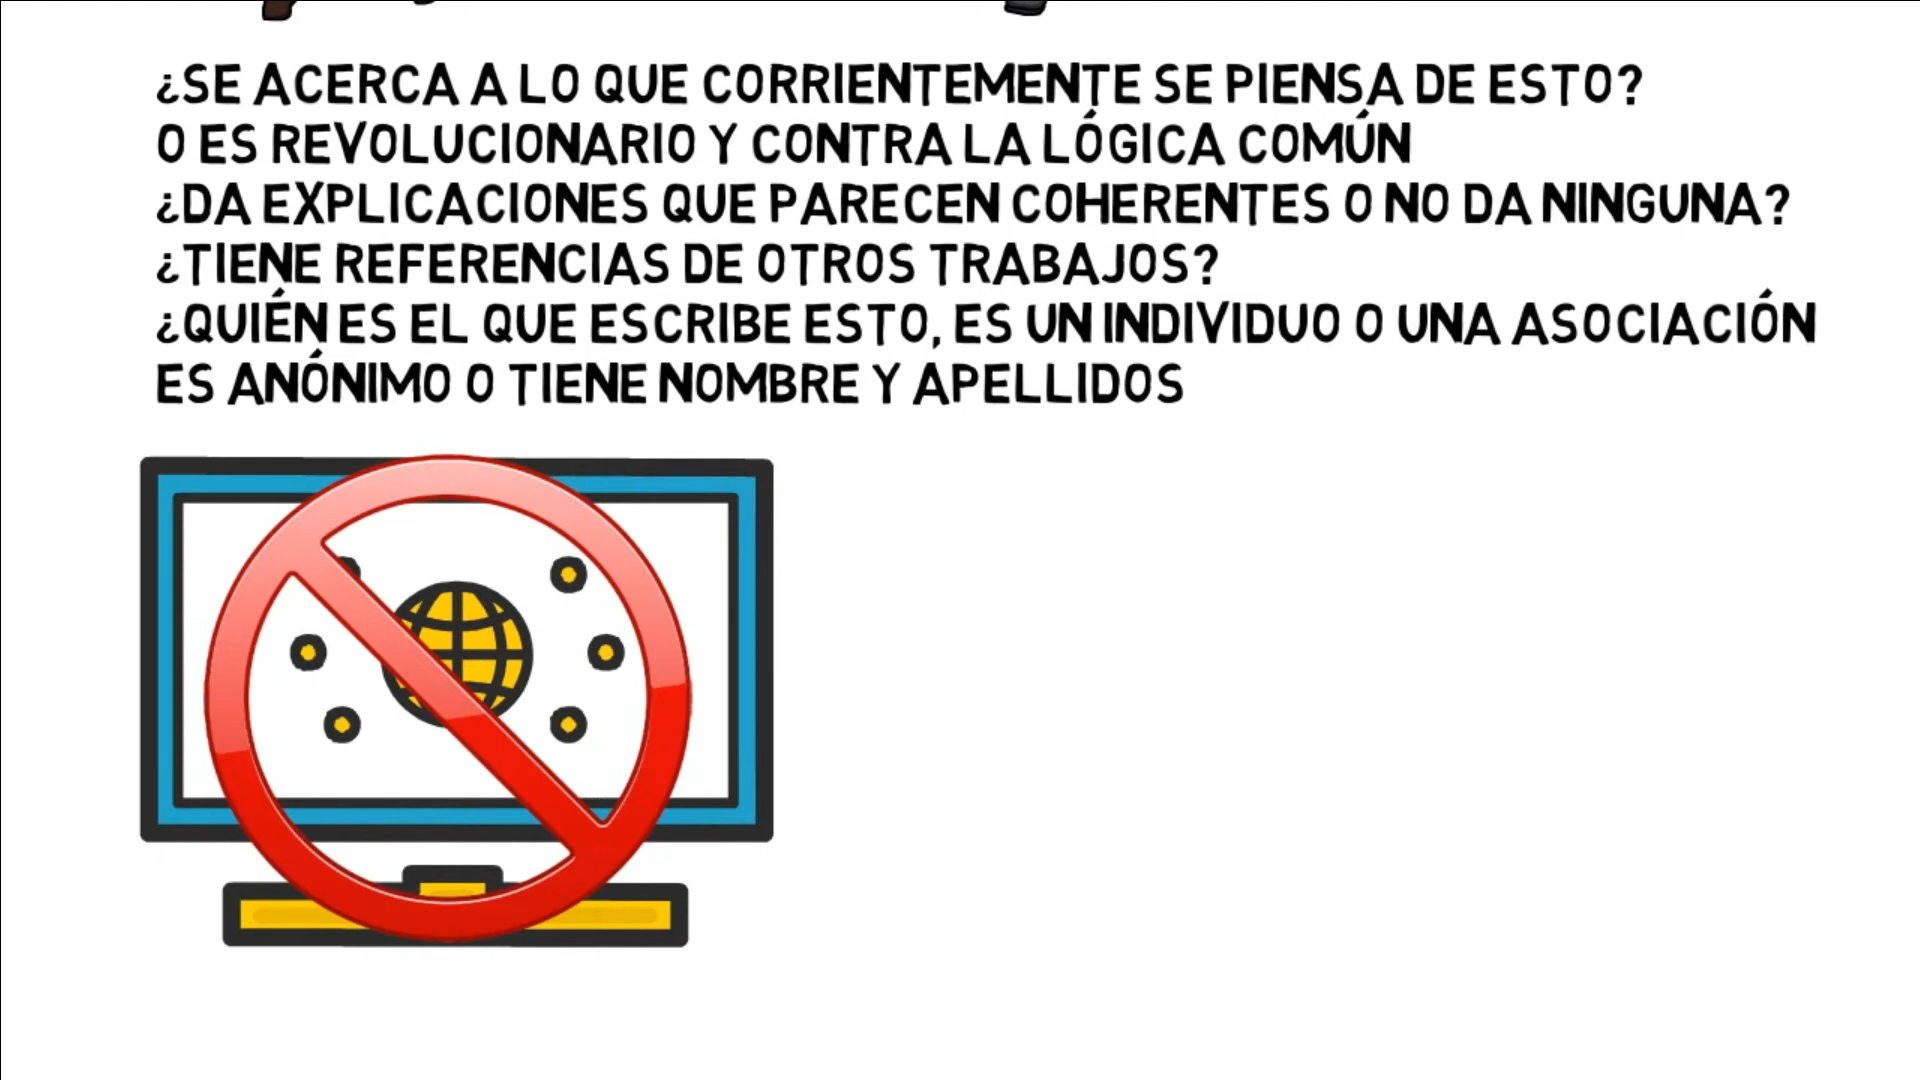 ¿SE ACERCA A LO QUE CORRIENTEMENTE SE PIENSA DE ESTO?
O ES REVOLUCIONARIO Y CONTRA LA LÓGICA COMÚN
¿DA EXPLICACIONES QUE PARECEN COHERENTES O NO DA NINGUNA?
¿TIENE REFERENCIAS DE OTROS TRABAJOS?
¿QUIÉN ES EL QUE ESCRIBE ESTO, ES UN INDIVIDUO O UNA ASOCIACIÓN
ES ANÓNIMO O TIENE NOMBRE Y APELLIDOS